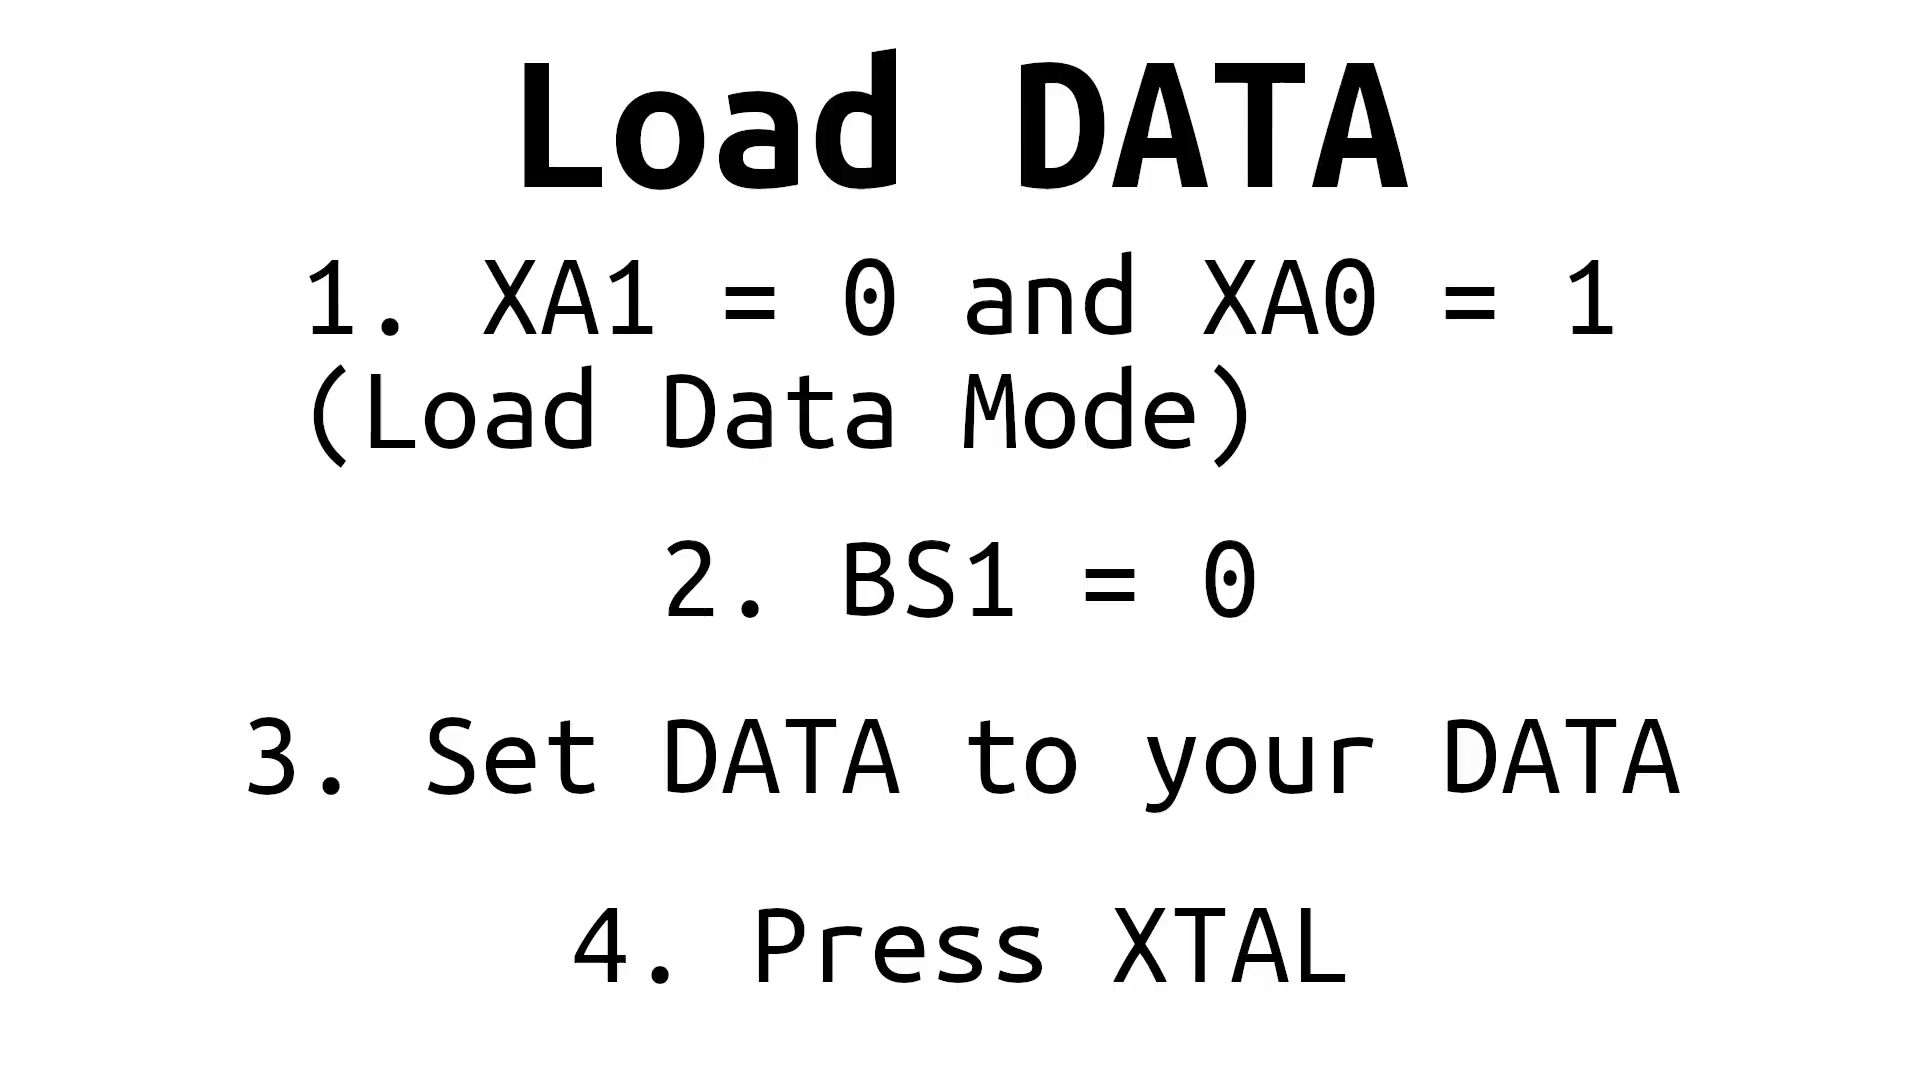 Load DATA
1. XA1 = 0 and XA0 = 1
(Load Data Mode)
2. BS1 = 0
3. Set DATA to your DATA
4. Press XTAL